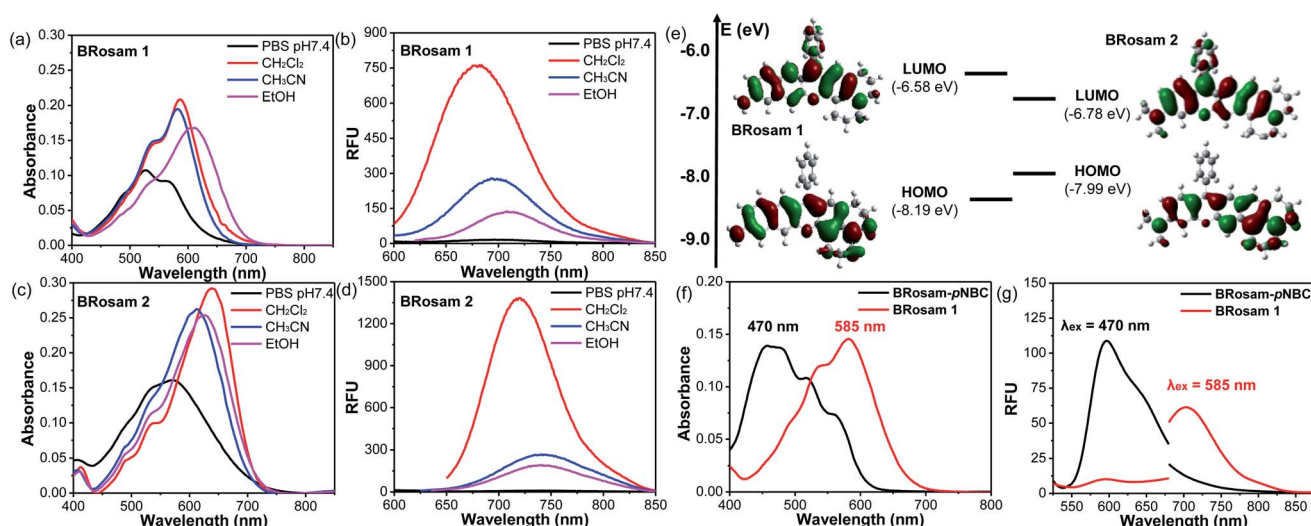 (a)
BRosam 1
PBS pH7.4
CH₂Cl₂
CH₃CN
EtOH
Absorbance
0.30
0.25
0.20
0.15
0.10
0.05
0.00
400 500 600 700 800
Wavelength (nm)
(b)
BRosam 1
PBS pH7.4
CH₂Cl₂
CH₃CN
EtOH
RFU
900
750
600
450
300
150
0
600 650 700 750 800 850
Wavelength (nm)
(e)
E (eV)
-6.0
-7.0
-8.0
-9.0
BRosam 1
LUMO
(-6.58 eV)
HOMO
(-8.19 eV)
BRosam 2
LUMO
(-6.78 eV)
HOMO
(-7.99 eV)
(c)
BRosam 2
PBS pH7.4
CH₂Cl₂
CH₃CN
EtOH
Absorbance
0.30
0.25
0.20
0.15
0.10
0.05
0.00
400 500 600 700 800
Wavelength (nm)
(d)
BRosam 2
PBS pH7.4
CH₂Cl₂
CH₃CN
EtOH
RFU
1500
1200
900
600
300
0
600 650 700 750 800 850
Wavelength (nm)
(f)
BRosam-pNBC
BRosam 1
470 nm
585 nm
Absorbance
0.20
0.15
0.10
0.05
0.00
400 500 600 700 800
Wavelength (nm)
(g)
BRosam-pNBC
BRosam 1
λex = 470 nm
λex = 585 nm
RFU
150
125
100
75
50
25
0
550 600 650 700 750 800 850
Wavelength (nm)